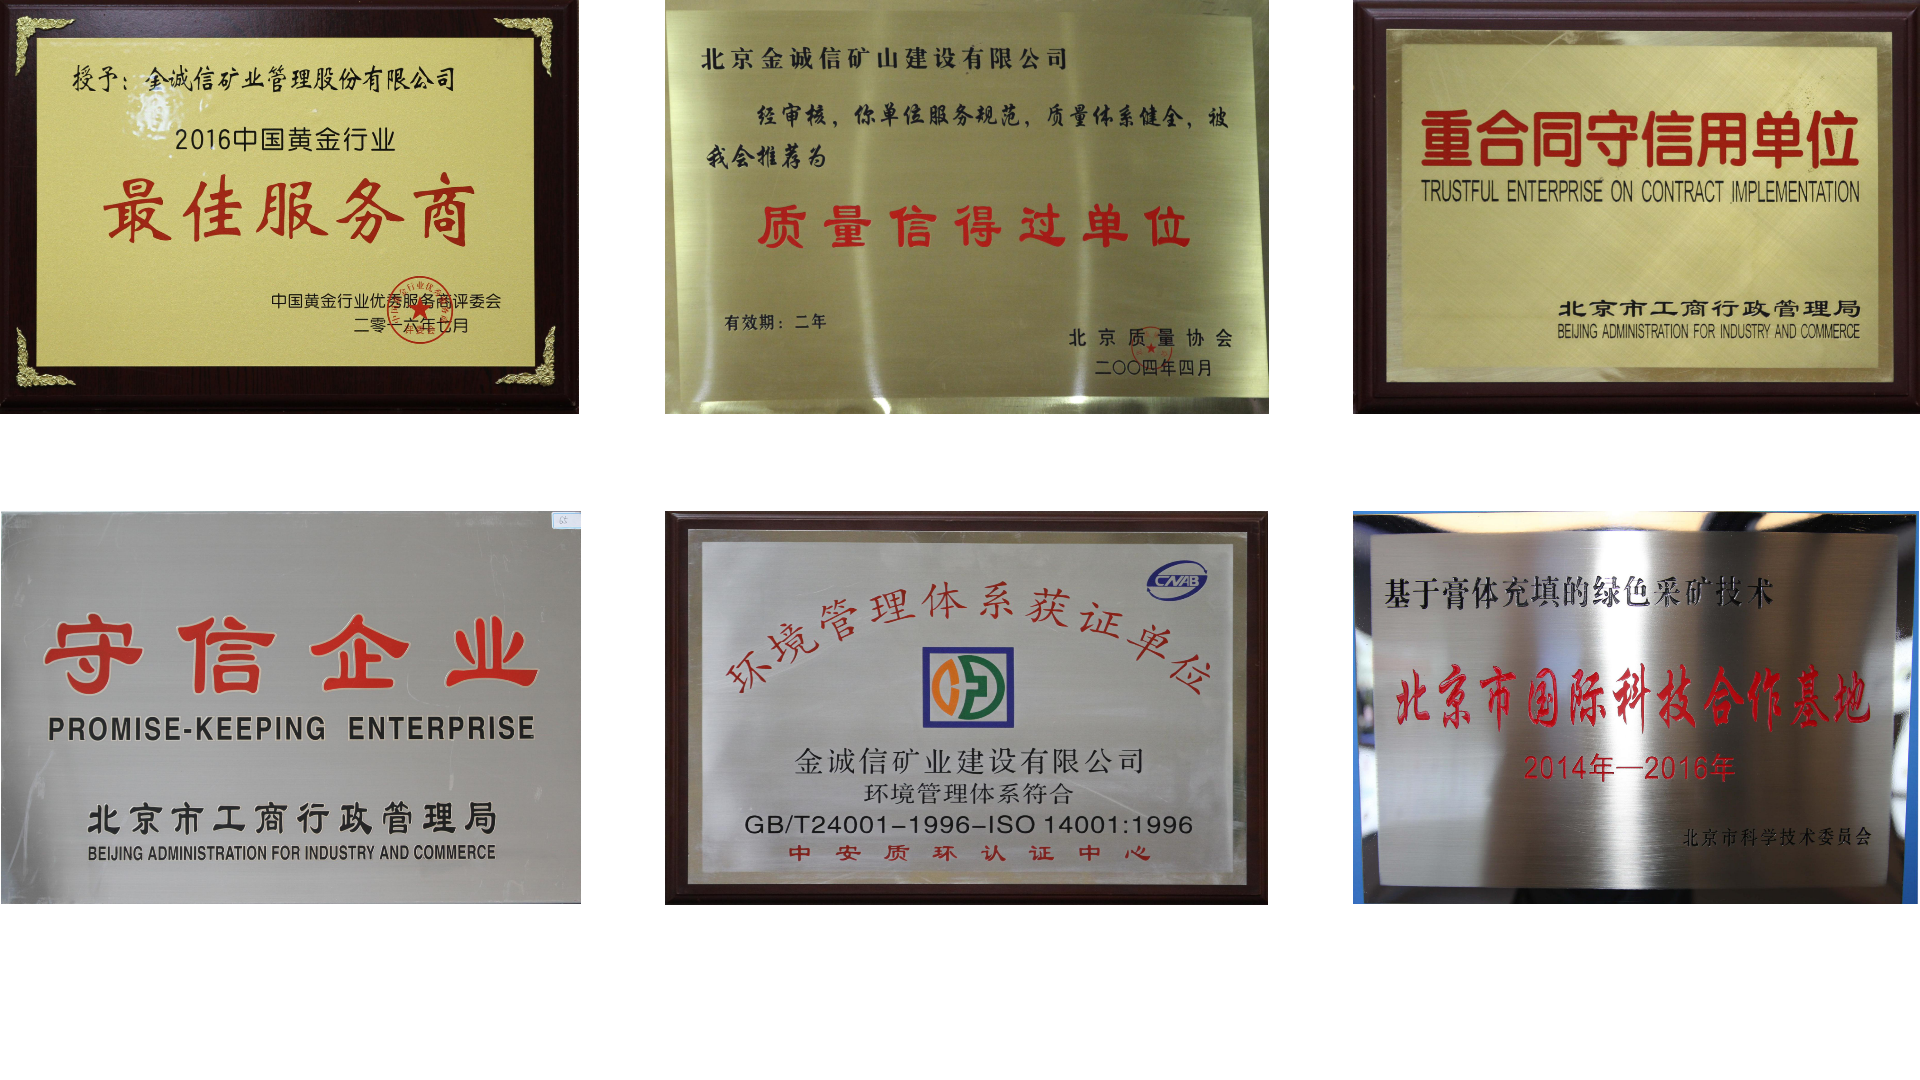 授予：金诚信矿业管理股份有限公司
2016中国黄金行业
最佳服务商
中国黄金行业优秀服务商评委会
二零一六年七月
北京金诚信矿山建设有限公司
经审核，你单位服务规范，质量体系健全，被
我会推荐为
质量信得过单位
有效期：二年
北京质量协会
二〇〇四年四月
重合同守信用单位
TRUSTFUL ENTERPRISE ON CONTRACT IMPLEMENTATION
北京市工商行政管理局
BEIJING ADMINISTRATION FOR INDUSTRY AND COMMERCE
守信企业
PROMISE-KEEPING ENTERPRISE
北京市工商行政管理局
BEIJING ADMINISTRATION FOR INDUSTRY AND COMMERCE
CNAB
环境管理体系获证单位
金诚信矿业建设有限公司
环境管理体系符合
GB/T24001-1996-ISO 14001:1996
中安质环认证中心
基于膏体充填的绿色采矿技术
北京市国际科技合作基地
2014年—2016年
北京市科学技术委员会